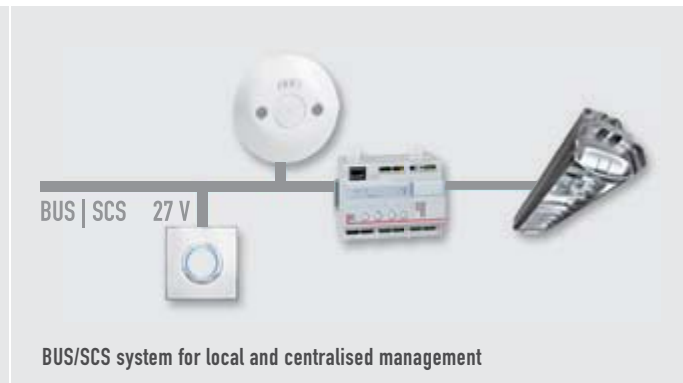 BUS | SCS 27 V
BUS/SCS system for local and centralised management